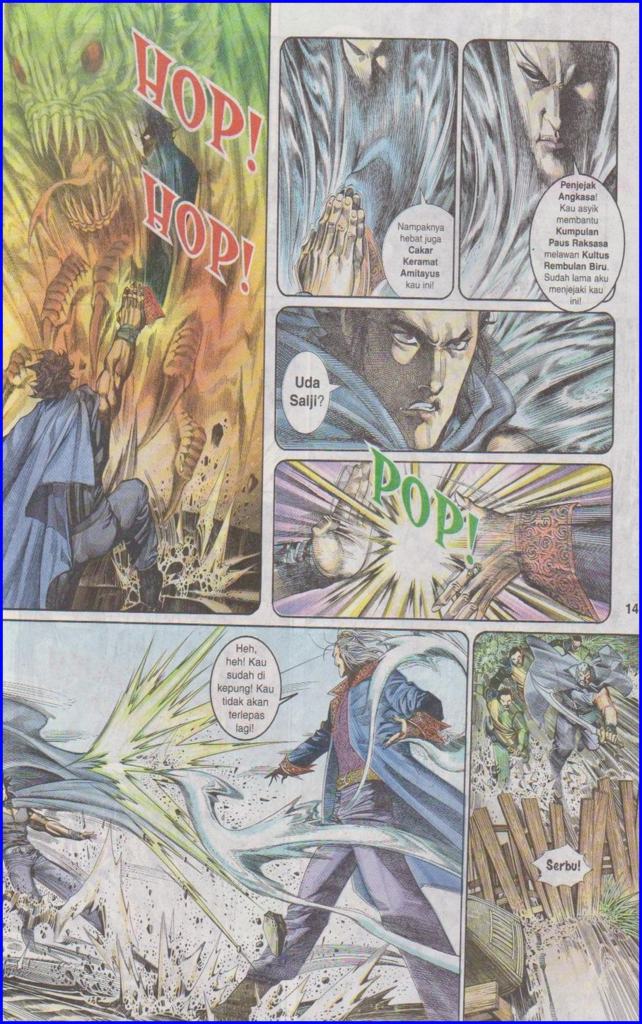 HOP!
HOP!
Nampaknya
hebat juga
Cakar
Keramat
Amitayus
kau ini!
Penjejak
Angkasa!
Kau asyik
membantu
Kumpulan
Paus Raksasa
melawan Kultus
Rembulan Biru.
Sudah lama aku
menjejaki kau
ini!
Uda
Salji?
POP!
14
Heh,
heh! Kau
sudah di
kepung! Kau
tidak akan
terlepas
lagi!
Serbu!